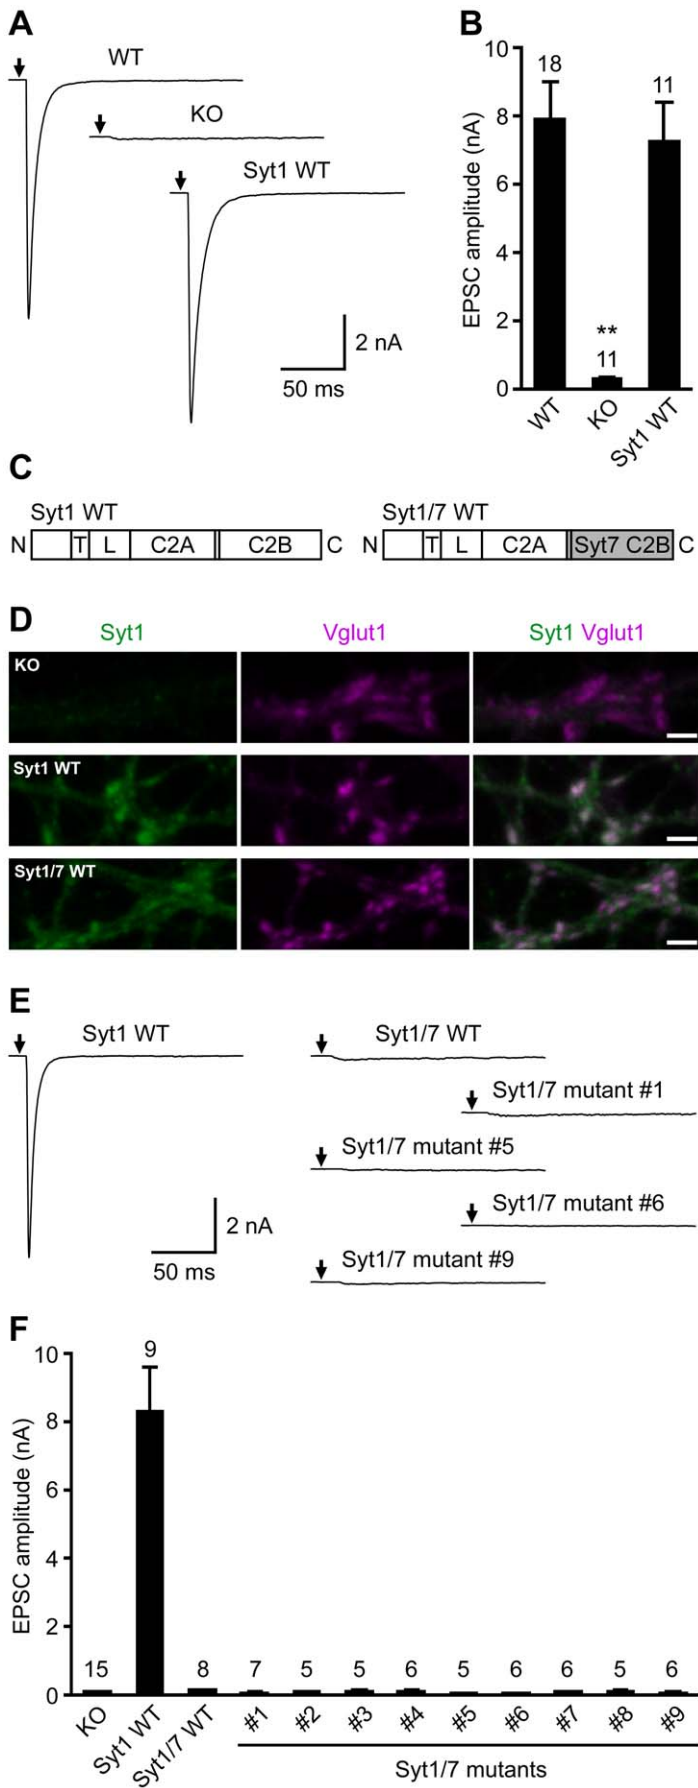 A
WT
KO
Syt1 WT
2 nA
50 ms
B
EPSC amplitude (nA)
10
8
6
4
2
0
18
**
11
11
WT
KO
Syt1 WT
C
Syt1 WT
N T L C2A C2B C
Syt1/7 WT
N T L C2A Syt7 C2B C
D
Syt1 Vglut1 Syt1 Vglut1
KO
Syt1 WT
Syt1/7 WT
E
Syt1 WT
2 nA
50 ms
Syt1/7 WT
Syt1/7 mutant #1
Syt1/7 mutant #5
Syt1/7 mutant #6
Syt1/7 mutant #9
F
EPSC amplitude (nA)
10
8
6
4
2
0
15 9 8 7 5 5 6 5 6 6 5 6
KO Syt1 WT Syt1/7 WT #1 #2 #3 #4 #5 #6 #7 #8 #9
Syt1/7 mutants